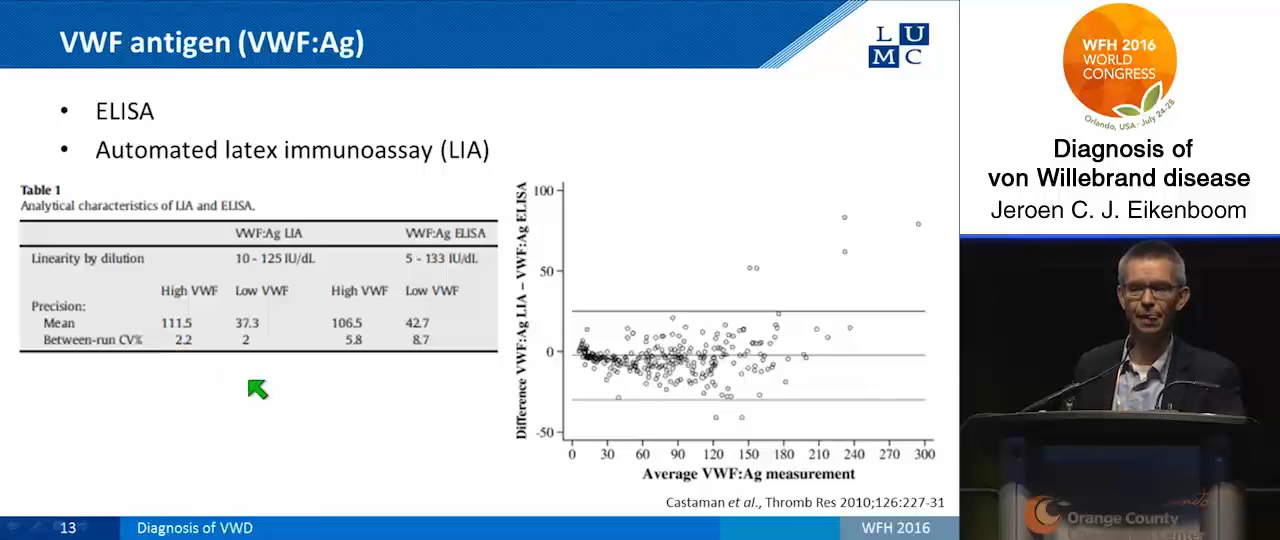 VWF antigen (VWF:Ag)
L U
M C
• ELISA
• Automated latex immunoassay (LIA)
Table 1
Analytical characteristics of LIA and ELISA.
VWF:Ag LIA VWF:Ag ELISA
Linearity by dilution 10 - 125 IU/dL 5 - 133 IU/dL
High VWF Low VWF High VWF Low VWF
Precision:
Mean 111.5 37.3 106.5 42.7
Between-run CV% 2.2 2 5.8 8.7
Difference VWF:Ag LIA – VWF:Ag ELISA
100
50
0
-50
0 30 60 90 120 150 180 210 240 270 300
Average VWF:Ag measurement
Castaman et al., Thromb Res 2010;126:227-31
13 Diagnosis of VWD WFH 2016
WFH 2016
WORLD
CONGRESS
Orlando, USA · July 24-28
Diagnosis of
von Willebrand disease
Jeroen C. J. Eikenboom
Orange County